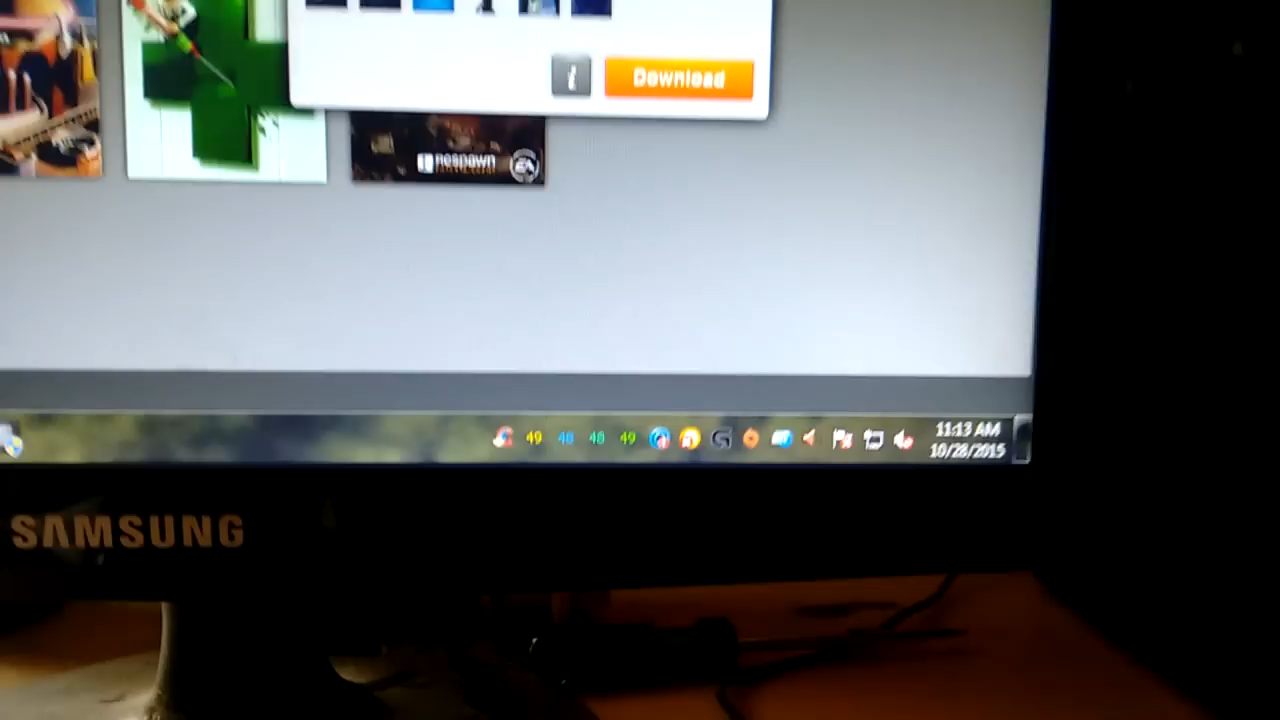 i
Download
respawn
EA
49 48 48 49
11:13 AM
10/28/2015
SAMSUNG